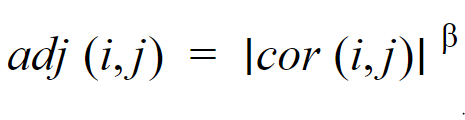 adj (i,j) = |cor (i,j)| β
.